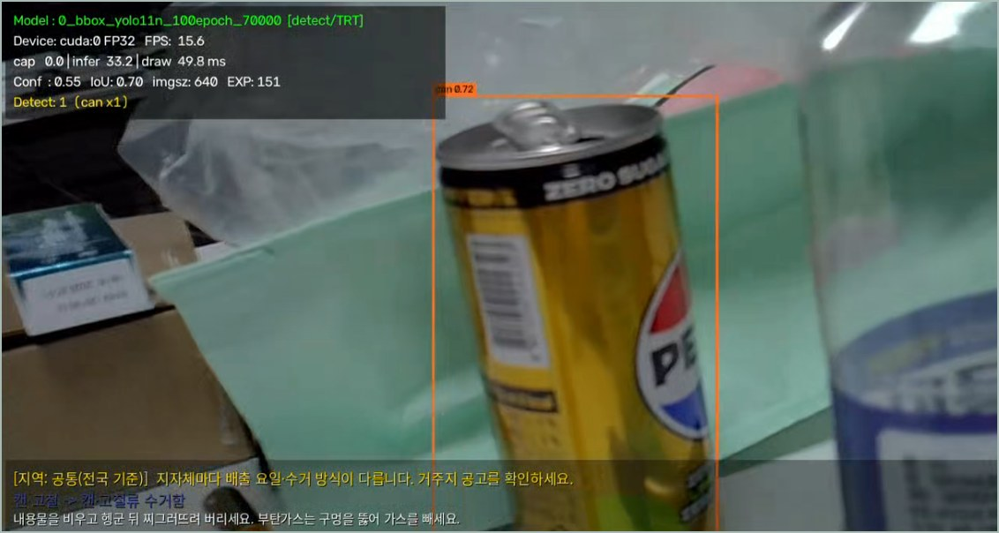 Model : 0_bbox_yolo11n_100epoch_70000 [detect/TRT]
Device: cuda:0 FP32 FPS: 15.6
cap 0.0 | infer 33.2 | draw 49.8 ms
Conf : 0.55 IoU: 0.70 imgsz: 640 EXP: 151
Detect: 1 (can x1)
can 0.72
ZERO SUGA
PE
[지역: 공통(전국 기준)] 지자체마다 배출 요일·수거 방식이 다릅니다. 거주지 공고를 확인하세요.
캔·고철 -> 캔·고철류 수거함
내용물을 비우고 헹군 뒤 찌그러뜨려 버리세요. 부탄가스는 구멍을 뚫어 가스를 빼세요.